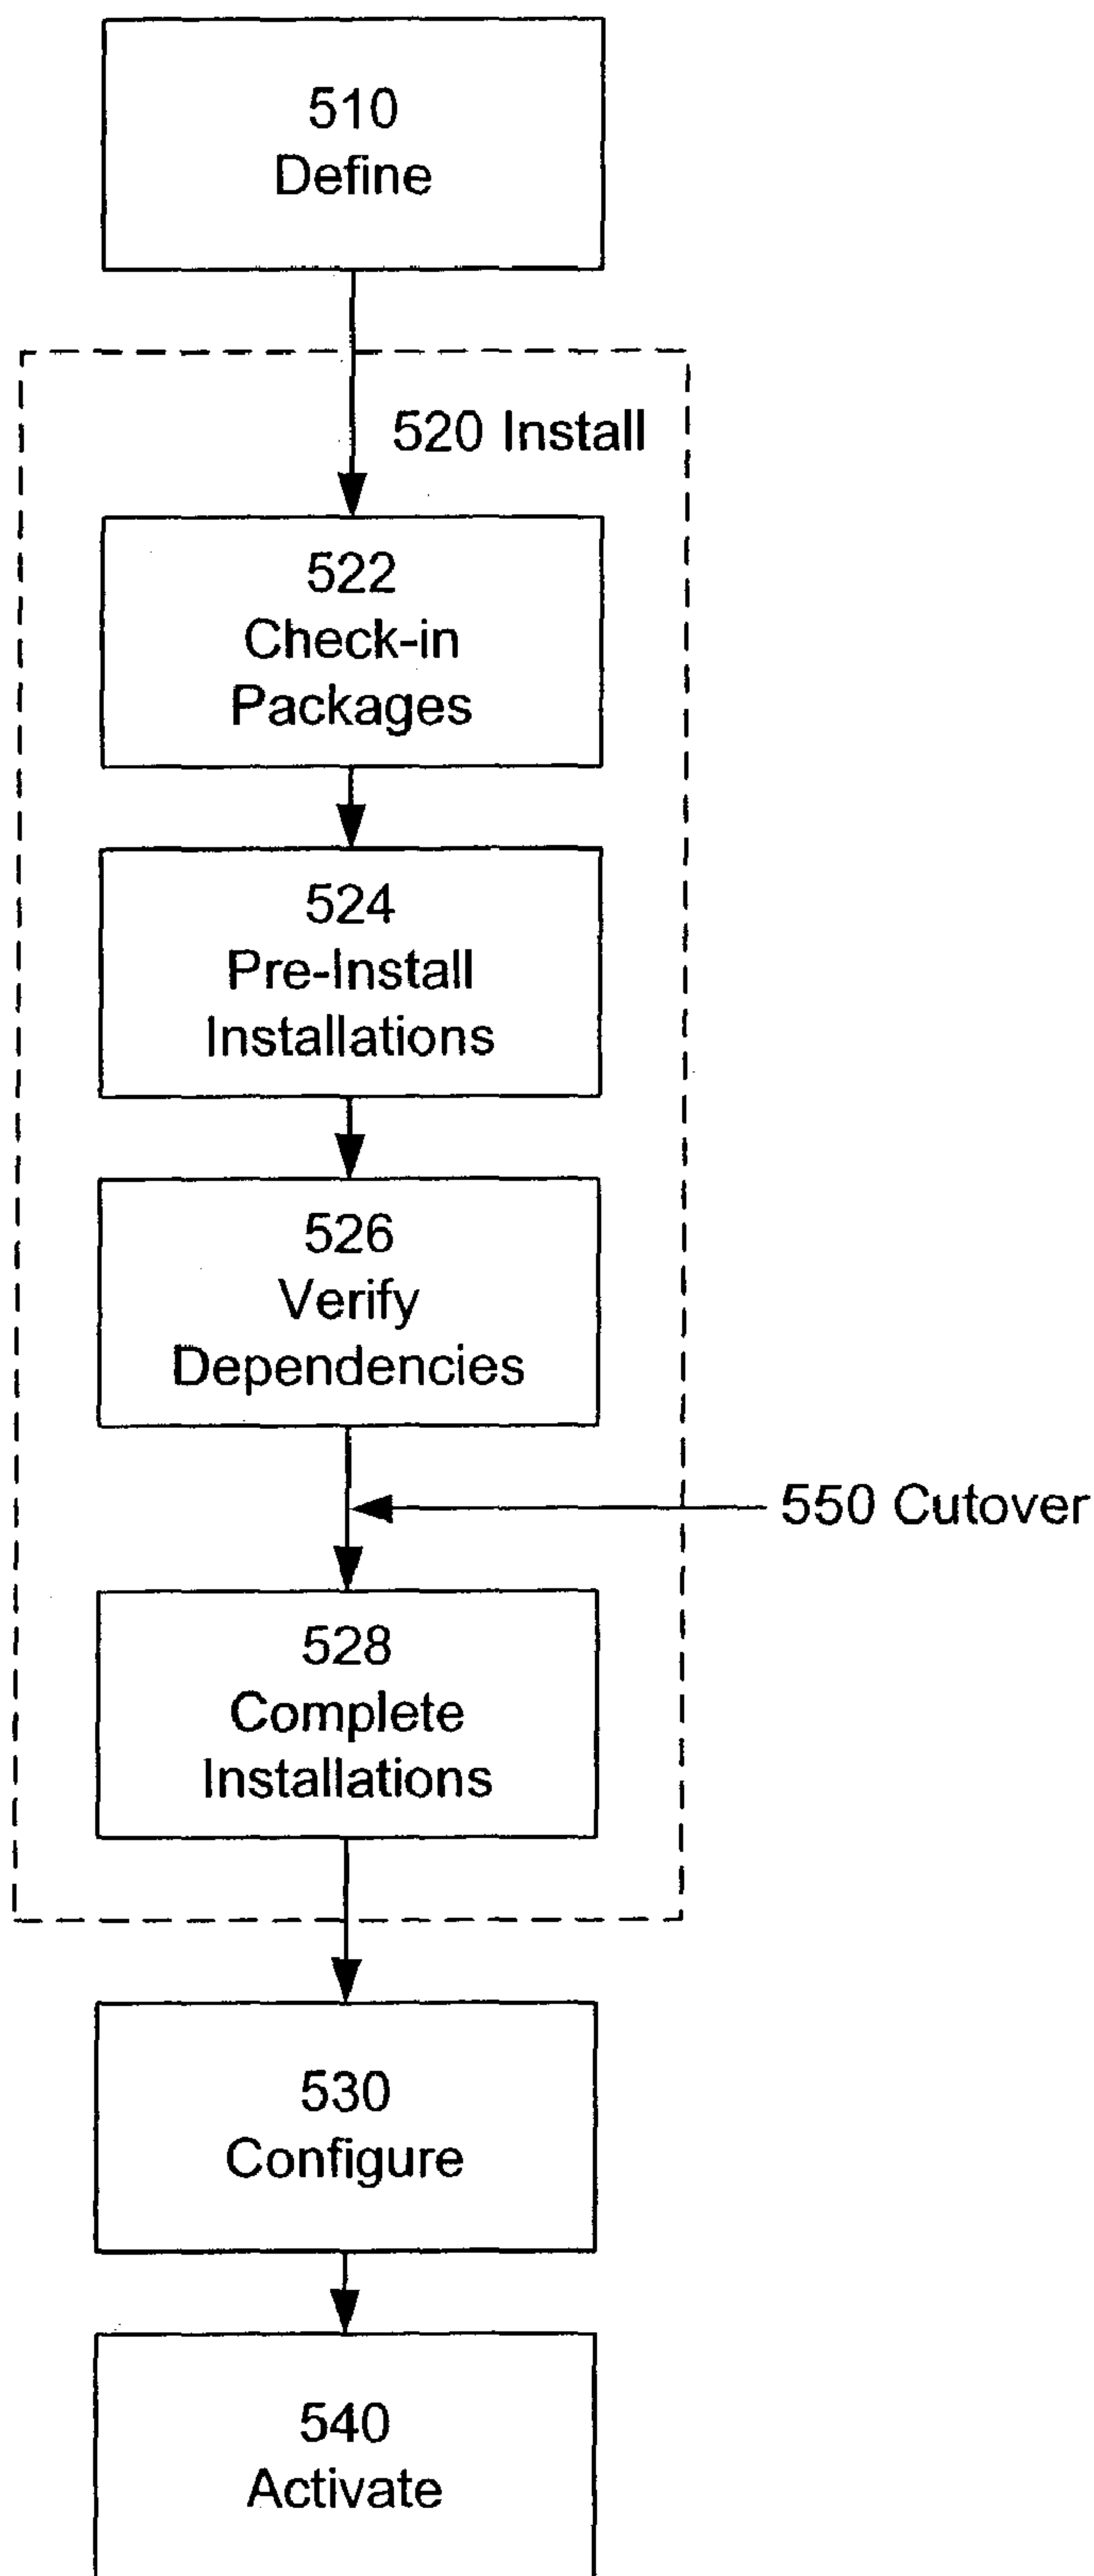 510
Define
520 Install
522
Check-in
Packages
524
Pre-Install
Installations
526
Verify
Dependencies
550 Cutover
528
Complete
Installations
530
Configure
540
Activate